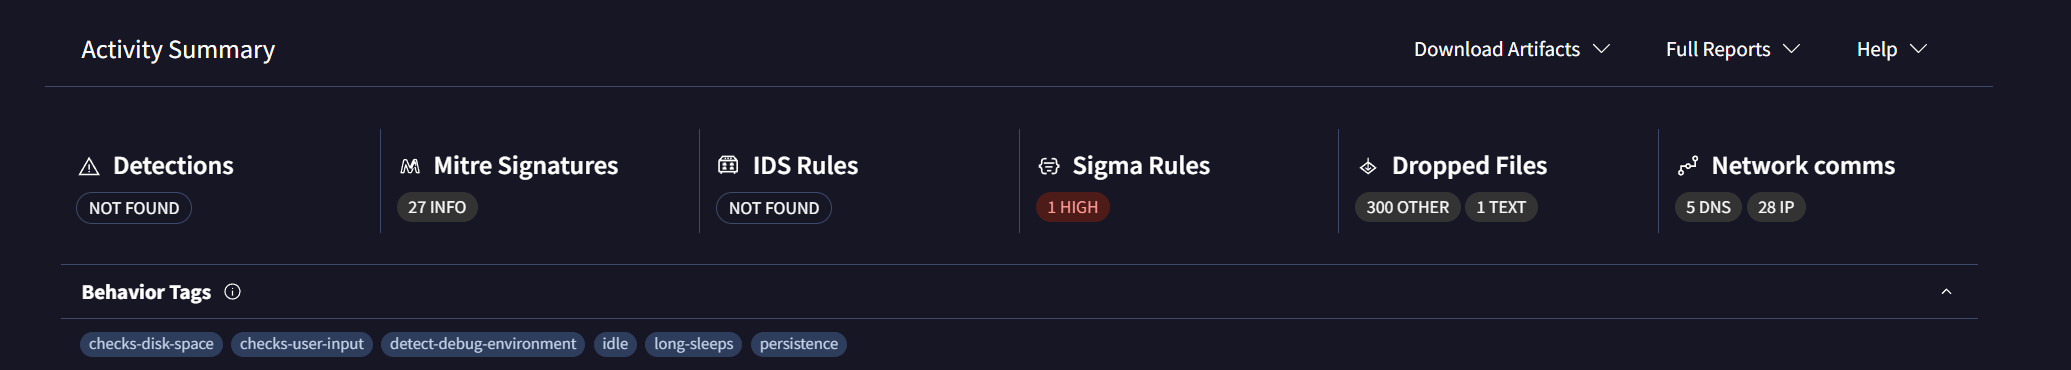 Activity Summary
Download Artifacts
Full Reports
Help
Detections
NOT FOUND
Mitre Signatures
27 INFO
IDS Rules
NOT FOUND
Sigma Rules
1 HIGH
Dropped Files
300 OTHER
1 TEXT
Network comms
5 DNS
28 IP
Behavior Tags
checks-disk-space
checks-user-input
detect-debug-environment
idle
long-sleeps
persistence